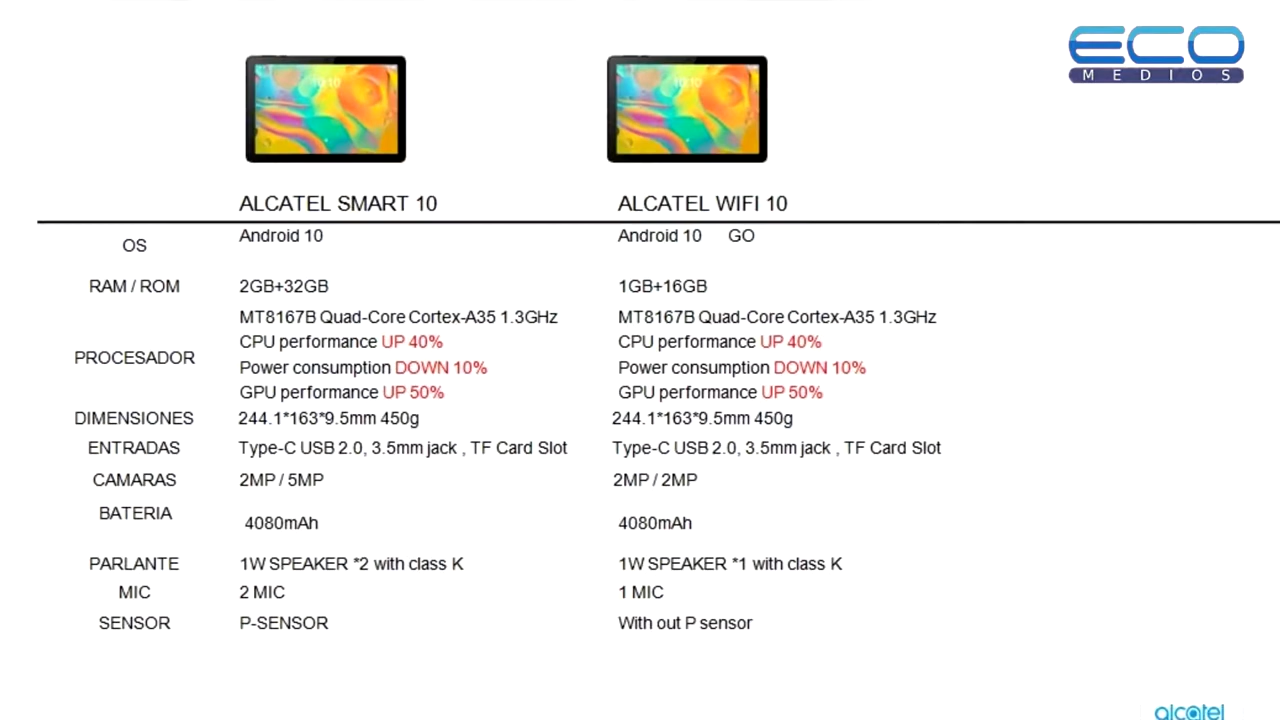 ECO
MEDIOS
ALCATEL SMART 10 ALCATEL WIFI 10
OS Android 10 Android 10 GO
RAM / ROM 2GB+32GB 1GB+16GB
PROCESADOR
MT8167B Quad-Core Cortex-A35 1.3GHz MT8167B Quad-Core Cortex-A35 1.3GHz
CPU performance UP 40% CPU performance UP 40%
Power consumption DOWN 10% Power consumption DOWN 10%
GPU performance UP 50% GPU performance UP 50%
DIMENSIONES 244.1*163*9.5mm 450g 244.1*163*9.5mm 450g
ENTRADAS Type-C USB 2.0, 3.5mm jack , TF Card Slot Type-C USB 2.0, 3.5mm jack , TF Card Slot
CAMARAS 2MP / 5MP 2MP / 2MP
BATERIA 4080mAh 4080mAh
PARLANTE 1W SPEAKER *2 with class K 1W SPEAKER *1 with class K
MIC 2 MIC 1 MIC
SENSOR P-SENSOR With out P sensor
alcatel